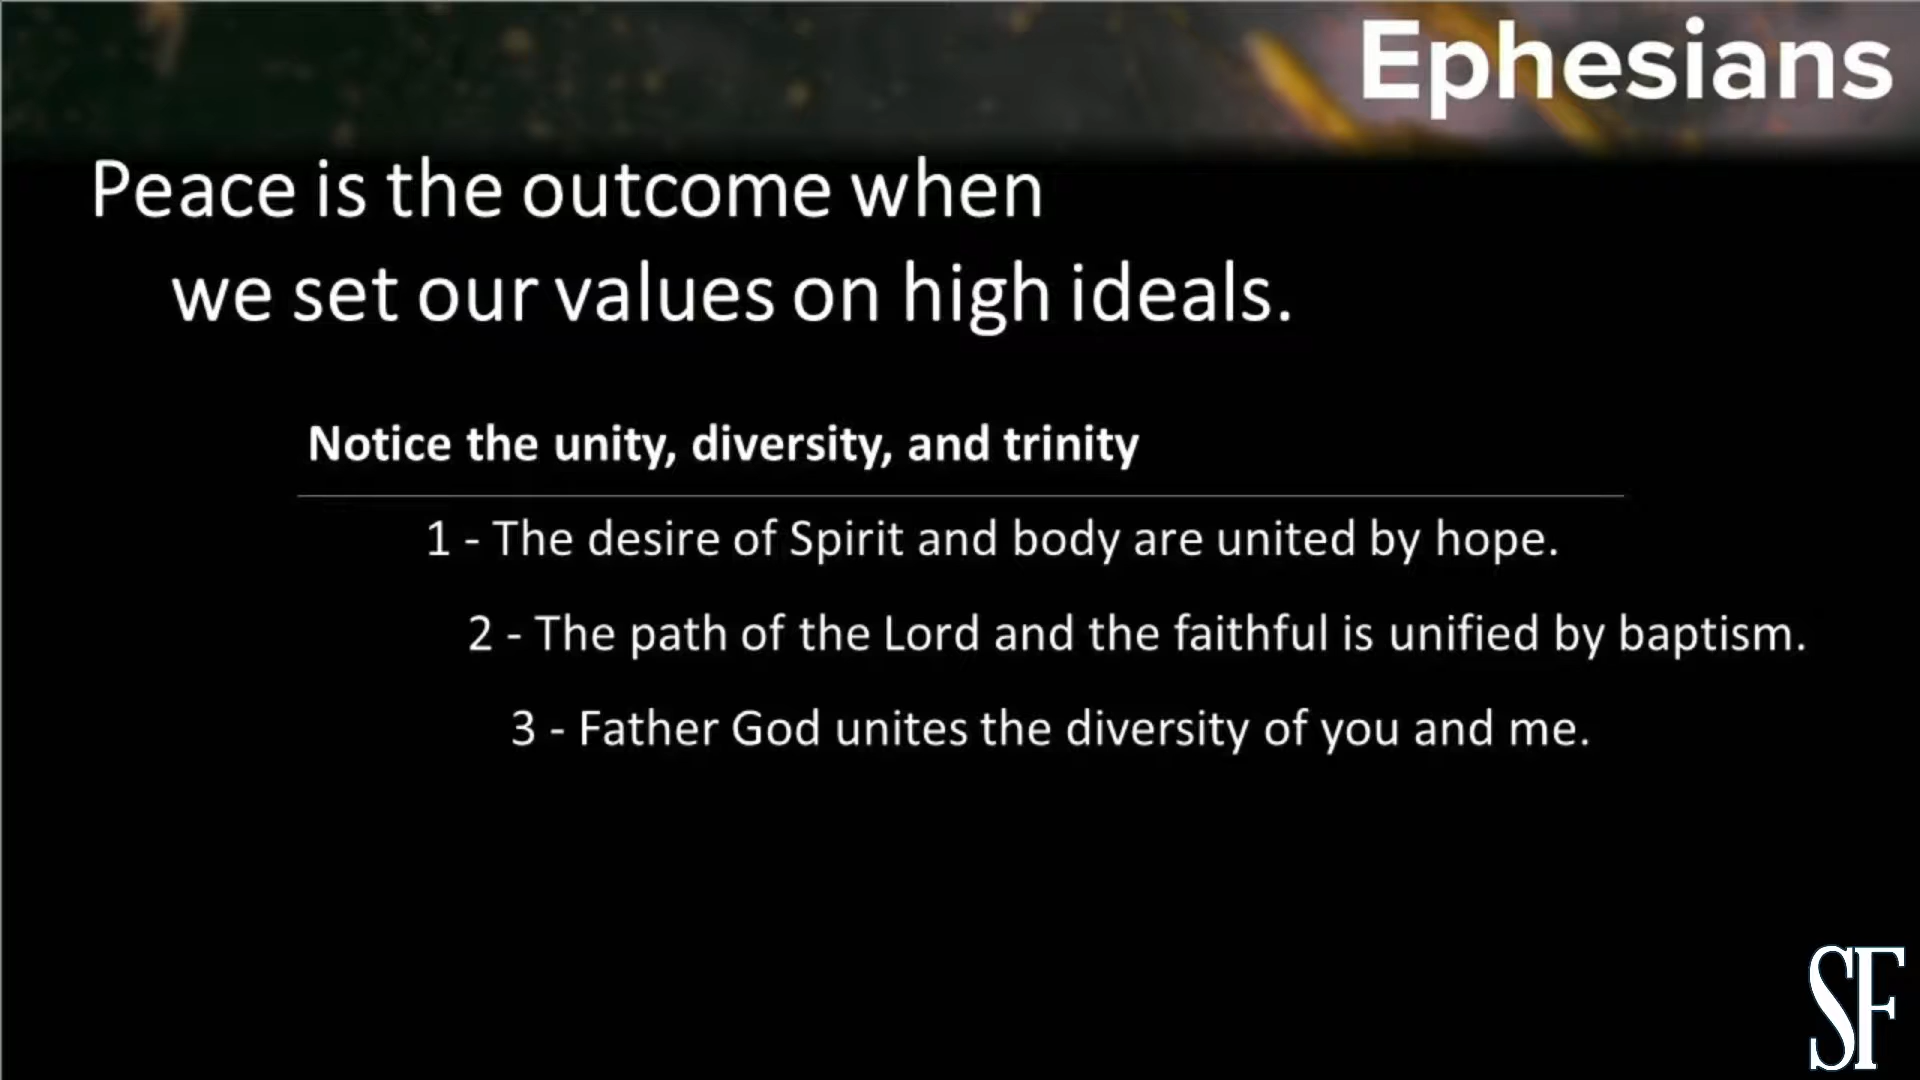 Ephesians
Peace is the outcome when
we set our values on high ideals.
Notice the unity, diversity, and trinity
1 - The desire of Spirit and body are united by hope.
2 - The path of the Lord and the faithful is unified by baptism.
3 - Father God unites the diversity of you and me.
SF